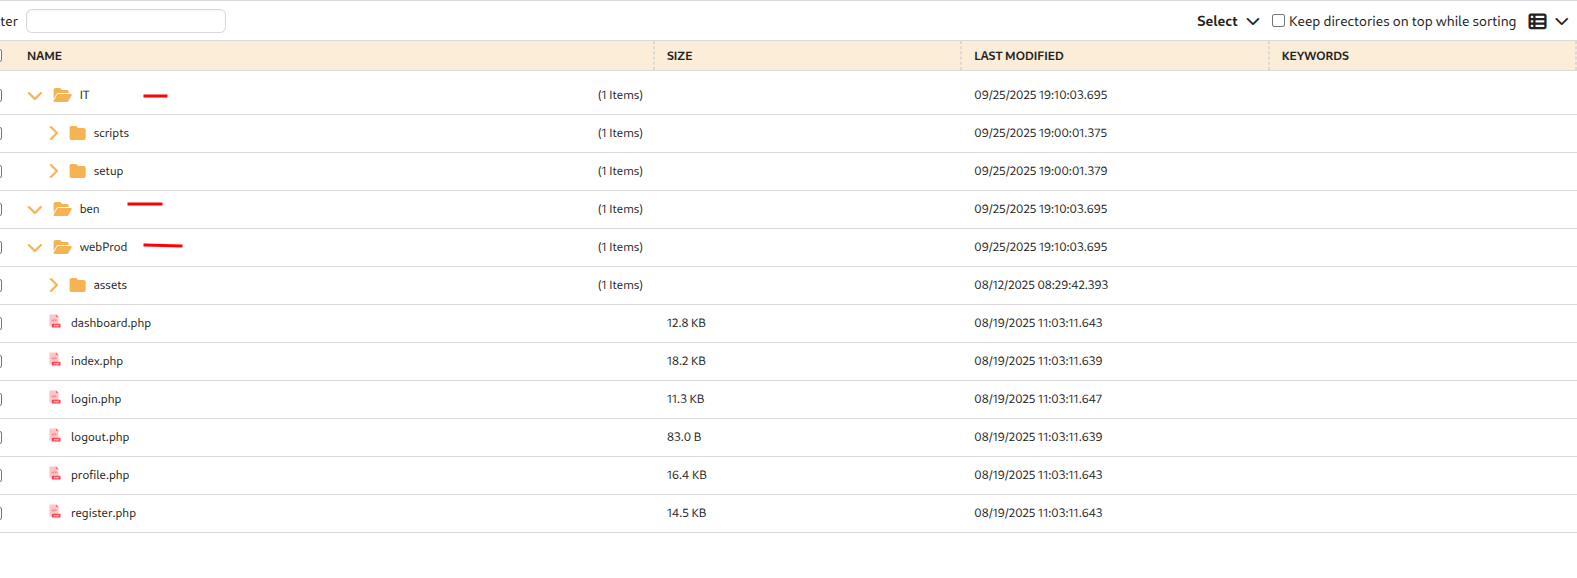 ter Select Keep directories on top while sorting
NAME SIZE LAST MODIFIED KEYWORDS
IT (1 Items) 09/25/2025 19:10:03.695
scripts (1 Items) 09/25/2025 19:00:01.375
setup (1 Items) 09/25/2025 19:00:01.379
ben (1 Items) 09/25/2025 19:10:03.695
webProd (1 Items) 09/25/2025 19:10:03.695
assets (1 Items) 08/12/2025 08:29:42.393
dashboard.php 12.8 KB 08/19/2025 11:03:11.643
index.php 18.2 KB 08/19/2025 11:03:11.639
login.php 11.3 KB 08/19/2025 11:03:11.647
logout.php 83.0 B 08/19/2025 11:03:11.639
profile.php 16.4 KB 08/19/2025 11:03:11.643
register.php 14.5 KB 08/19/2025 11:03:11.643